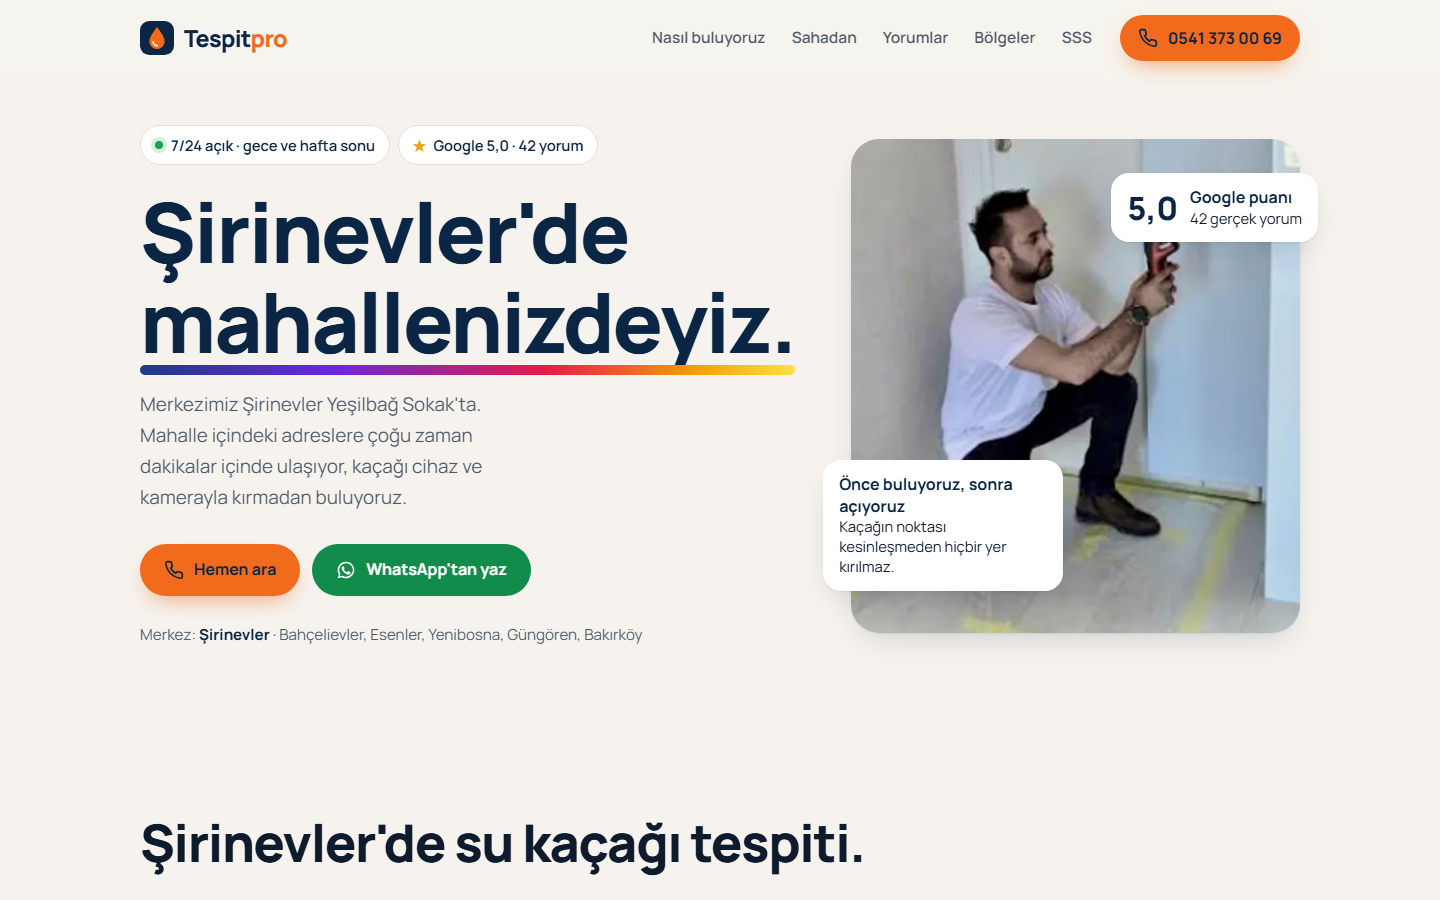 Tespitpro
Nasıl buluyoruz
Sahadan
Yorumlar
Bölgeler
SSS
0541 373 00 69
7/24 açık · gece ve hafta sonu
Google 5,0 · 42 yorum
Şirinevler'de
mahallenizdeyiz.
Merkezimiz Şirinevler Yeşilbağ Sokak'ta.
Mahalle içindeki adreslere çoğu zaman
dakikalar içinde ulaşıyor, kaçağı cihaz ve
kamerayla kırmadan buluyoruz.
Hemen ara
WhatsApp'tan yaz
Merkez: Şirinevler · Bahçelievler, Esenler, Yenibosna, Güngören, Bakırköy
5,0
Google puanı
42 gerçek yorum
Önce buluyoruz, sonra
açıyoruz
Kaçağın noktası
kesinleşmeden hiçbir yer
kırılmaz.
Şirinevler'de su kaçağı tespiti.